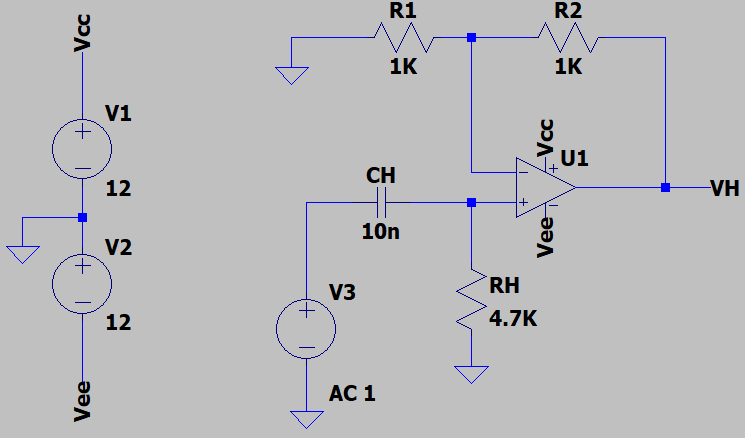 Vcc
V1
12
V2
12
Vee
R1
1K
R2
1K
Vcc
U1
Vee
VH
CH
10n
V3
AC 1
RH
4.7K